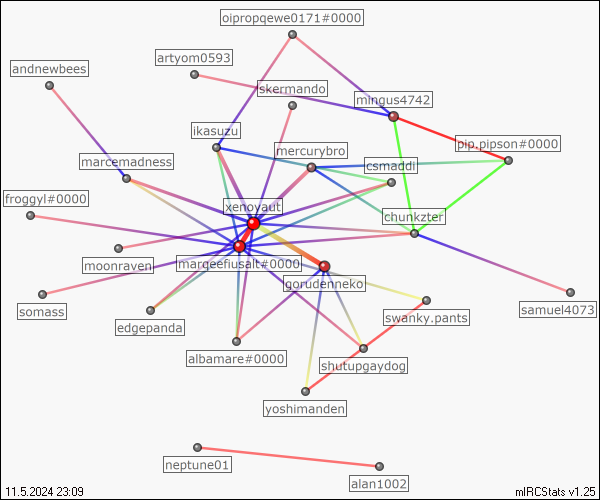 oipropqewe0171#0000
artyom0593
andnewbees
skermando
mingus4742
ikasuzu
pip.pipson#0000
mercurybro
marcemadness
csmaddi
froggyl#0000
xenoyaut
chunkzter
moonraven
marqeefiusalt#0000
gorudenneko
somass
samuel4073
swanky.pants
edgepanda
albamare#0000
shutupgaydog
yoshimanden
neptune01
alan1002
11.5.2024 23:09
mIRCStats v1.25